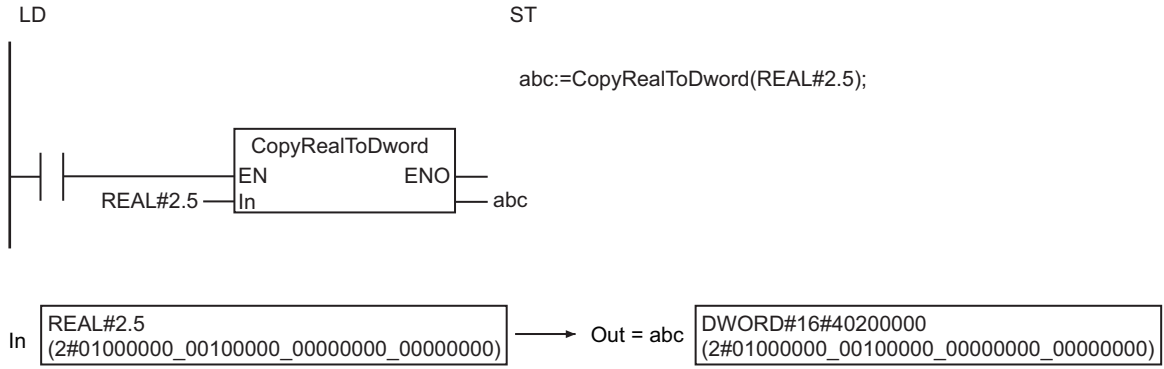 LD
ST
abc:=CopyRealToDword(REAL#2.5);
CopyRealToDword
EN ENO
REAL#2.5 In abc
In
REAL#2.5
(2#01000000_00100000_00000000_00000000)
Out = abc
DWORD#16#40200000
(2#01000000_00100000_00000000_00000000)